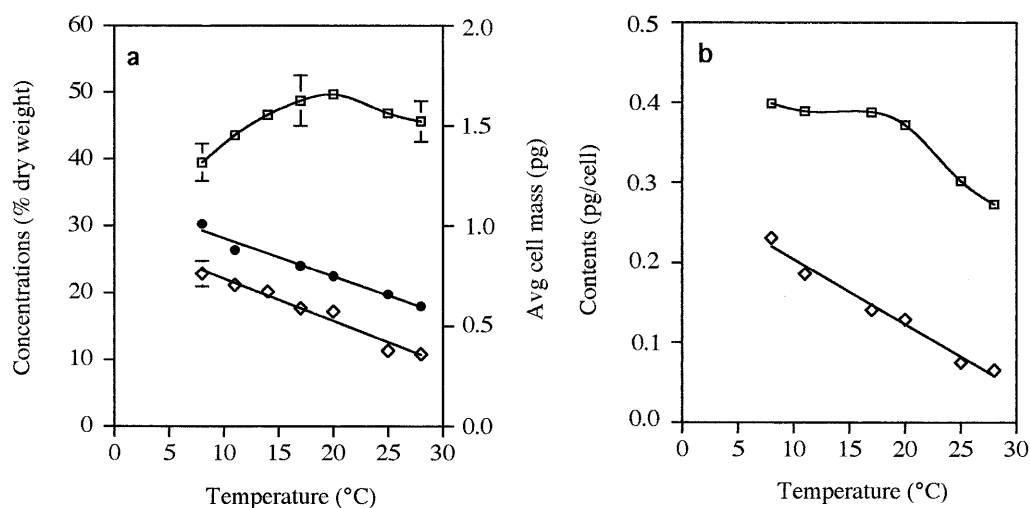 a
60
50
40
30
20
10
0
Concentrations (% dry weight)
2.0
1.5
1.0
0.5
0.0
Avg cell mass (pg)
0 5 10 15 20 25 30
Temperature (°C)
b
0.5
0.4
0.3
0.2
0.1
0.0
Contents (pg/cell)
0 5 10 15 20 25 30
Temperature (°C)